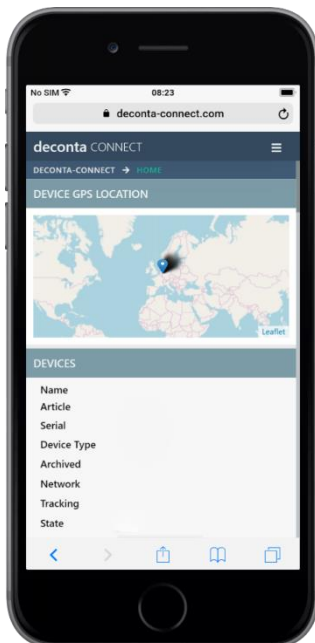 No SIM 08:23
deconta-connect.com
deconta CONNECT
DECONTA-CONNECT → HOME
DEVICE GPS LOCATION
Leaflet
DEVICES
Name
Article
Serial
Device Type
Archived
Network
Tracking
State